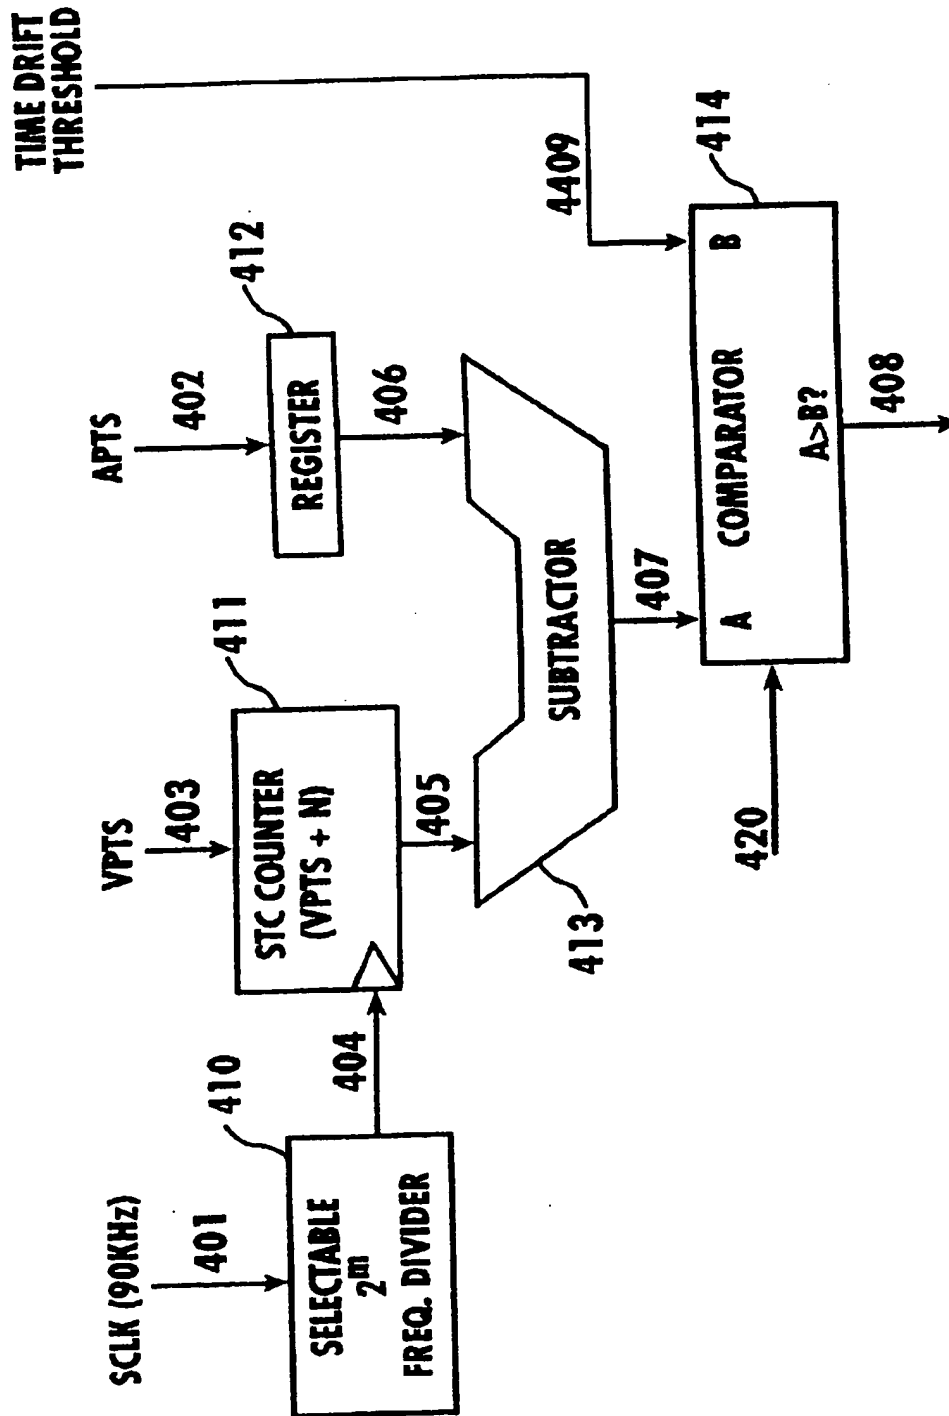 TIME DRIFT
THRESHOLD
SCLK (90KHz)
VPTS
APTS
401
403
402
410
411
412
SELECTABLE
2^m
FREQ. DIVIDER
404
STC COUNTER
(VPTS + N)
REGISTER
405
406
4409
413
SUBTRACTOR
407
414
420
A
COMPARATOR
B
A>B?
408